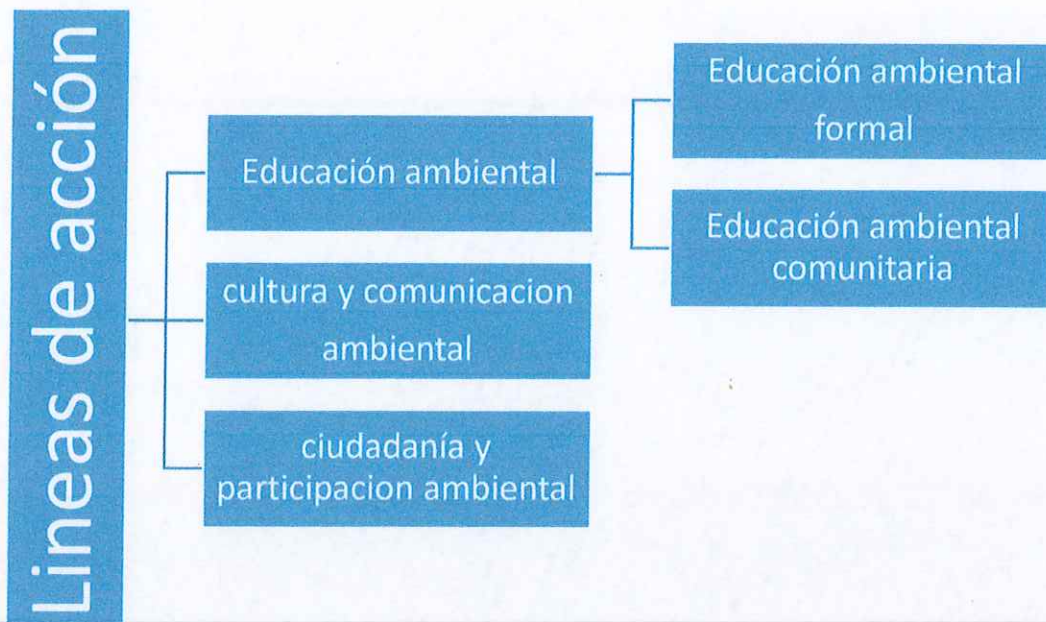 Lineas de acción
Educación ambiental
cultura y comunicacion
ambiental
ciudadanía y
participacion ambiental
Educación ambiental
formal
Educación ambiental
comunitaria